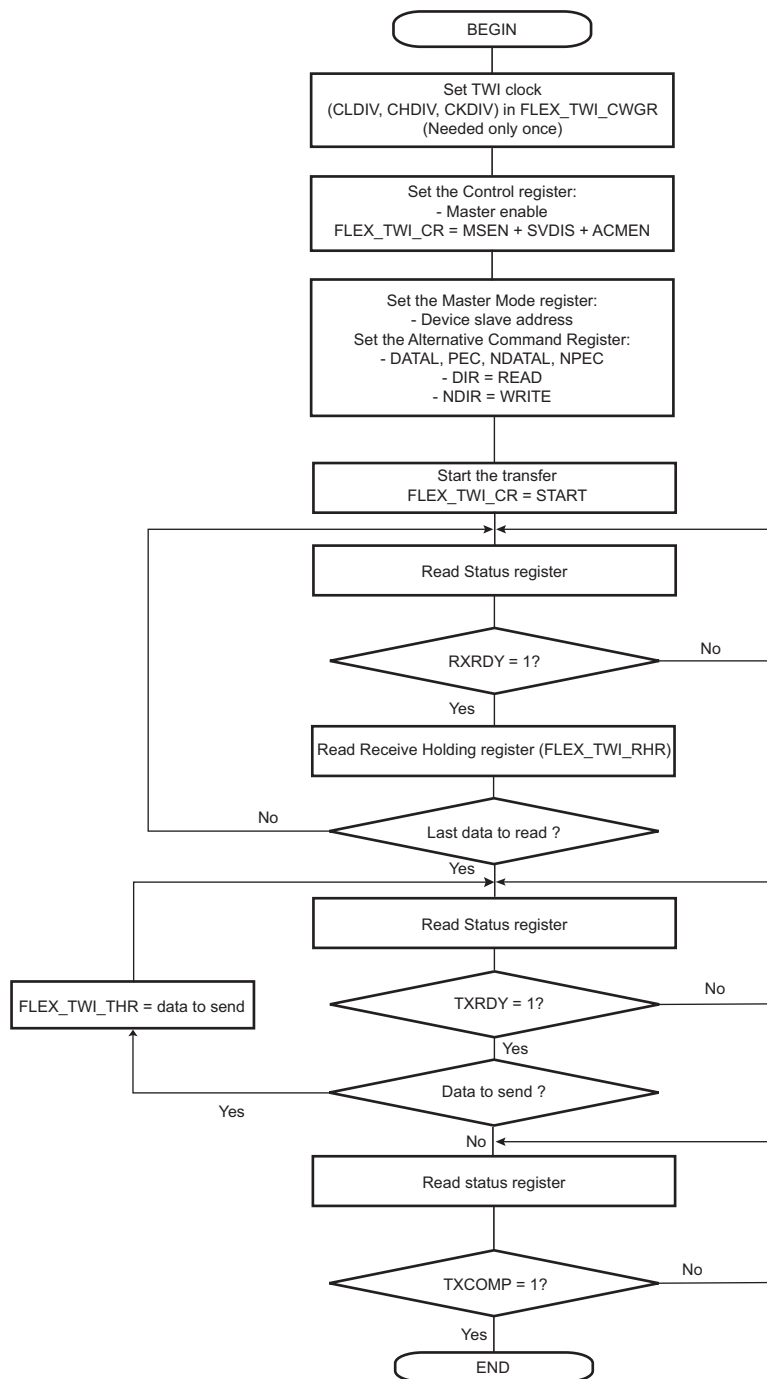 BEGIN
Set TWI clock
(CLDIV, CHDIV, CKDIV) in FLEX_TWI_CWGR
(Needed only once)
Set the Control register:
- Master enable
FLEX_TWI_CR = MSEN + SVDIS + ACMEN
Set the Master Mode register:
- Device slave address
Set the Alternative Command Register:
- DATAL, PEC, NDATAL, NPEC
- DIR = READ
- NDIR = WRITE
Start the transfer
FLEX_TWI_CR = START
Read Status register
RXRDY = 1?
No
Yes
Read Receive Holding register (FLEX_TWI_RHR)
No
Last data to read ?
Yes
Read Status register
FLEX_TWI_THR = data to send
TXRDY = 1?
No
Yes
Data to send ?
Yes
No
Read status register
TXCOMP = 1?
No
Yes
END